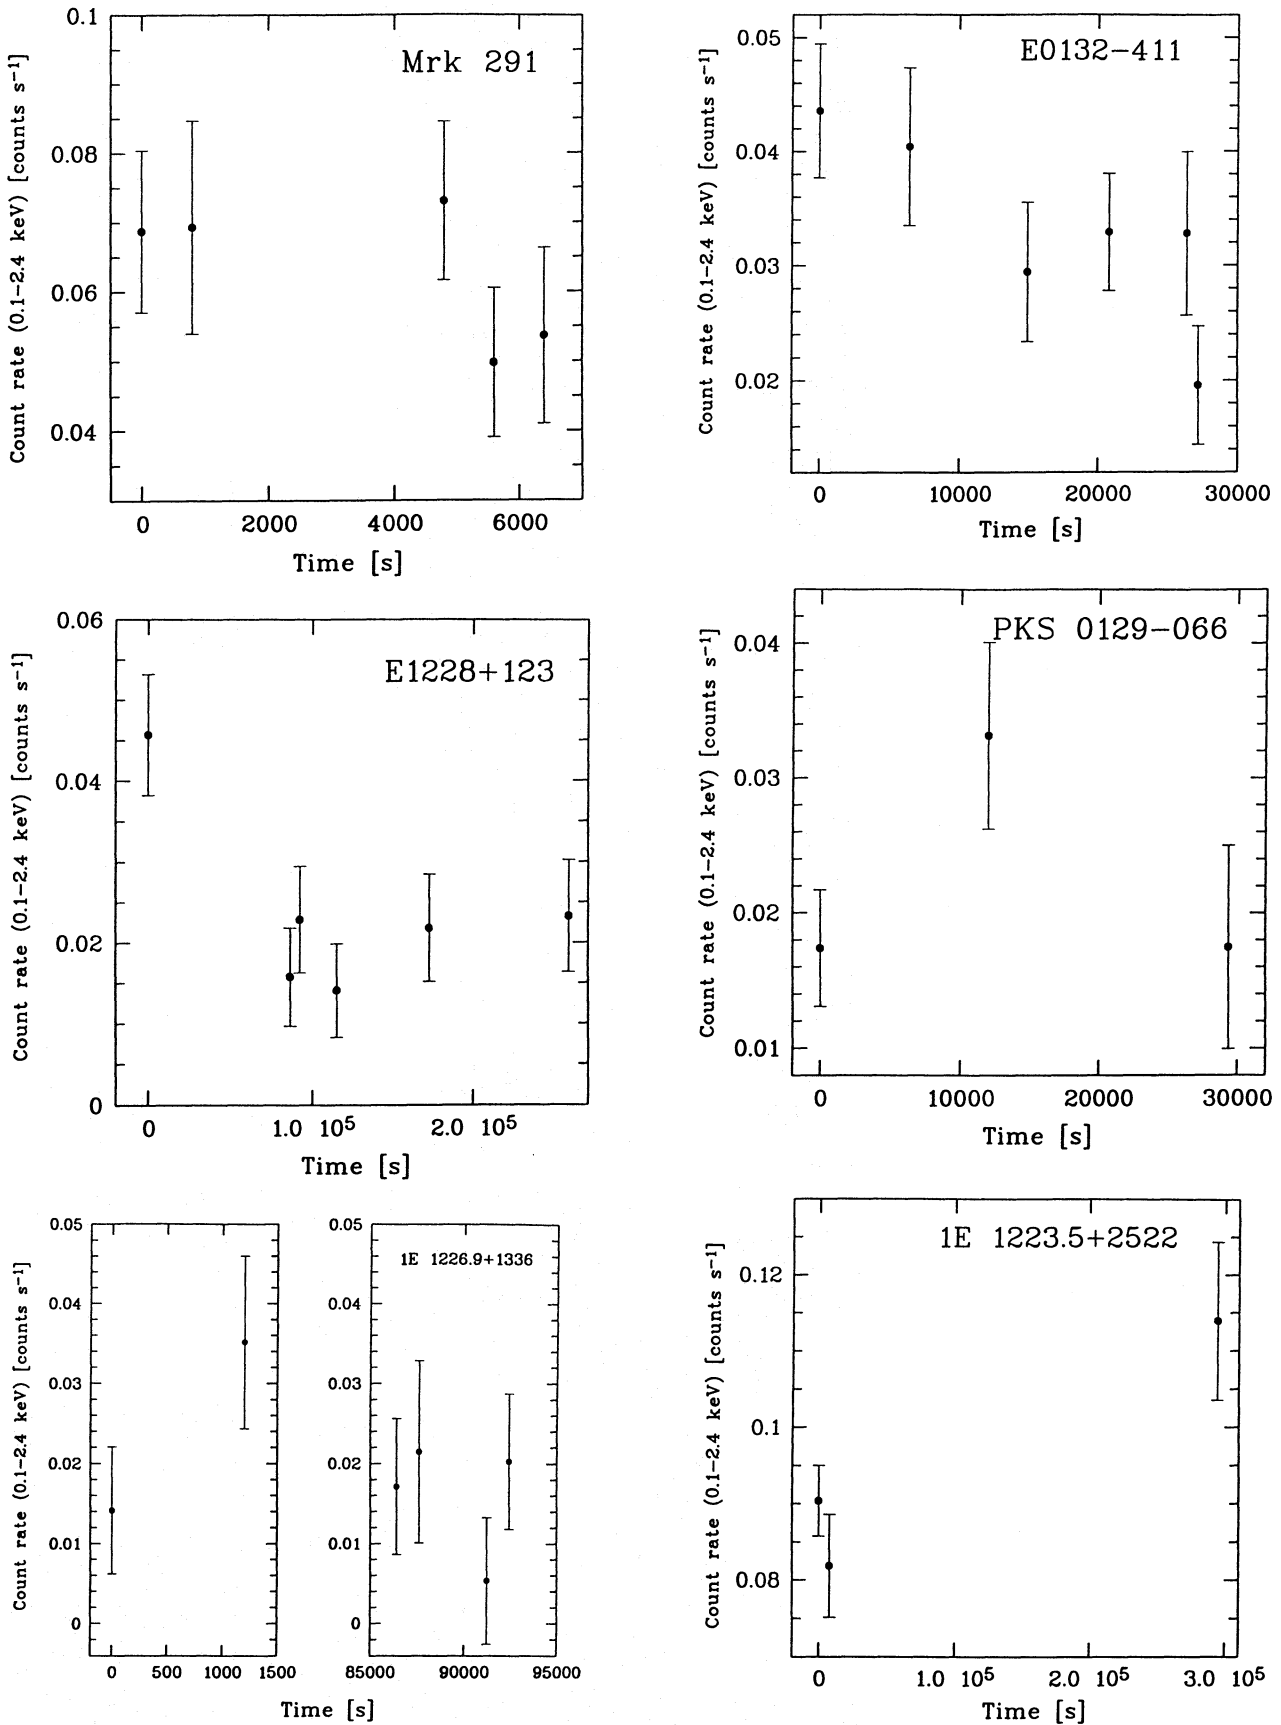 Mrk 291
Count rate (0.1−2.4 keV) [counts s⁻¹]
0.1
0.08
0.06
0.04
0 2000 4000 6000
Time [s]
E0132−411
Count rate (0.1−2.4 keV) [counts s⁻¹]
0.05
0.04
0.03
0.02
0 10000 20000 30000
Time [s]
E1228+123
Count rate (0.1−2.4 keV) [counts s⁻¹]
0.06
0.04
0.02
0
0 1.0 10⁵ 2.0 10⁵
Time [s]
PKS 0129−066
Count rate (0.1−2.4 keV) [counts s⁻¹]
0.04
0.03
0.02
0.01
0 10000 20000 30000
Time [s]
Count rate (0.1−2.4 keV) [counts s⁻¹]
0.05
0.04
0.03
0.02
0.01
0
0 500 1000 1500
1E 1226.9+1336
0.05
0.04
0.03
0.02
0.01
0
85000 90000 95000
Time [s]
1E 1223.5+2522
Count rate (0.1−2.4 keV) [counts s⁻¹]
0.12
0.1
0.08
0 1.0 10⁵ 2.0 10⁵ 3.0 10⁵
Time [s]